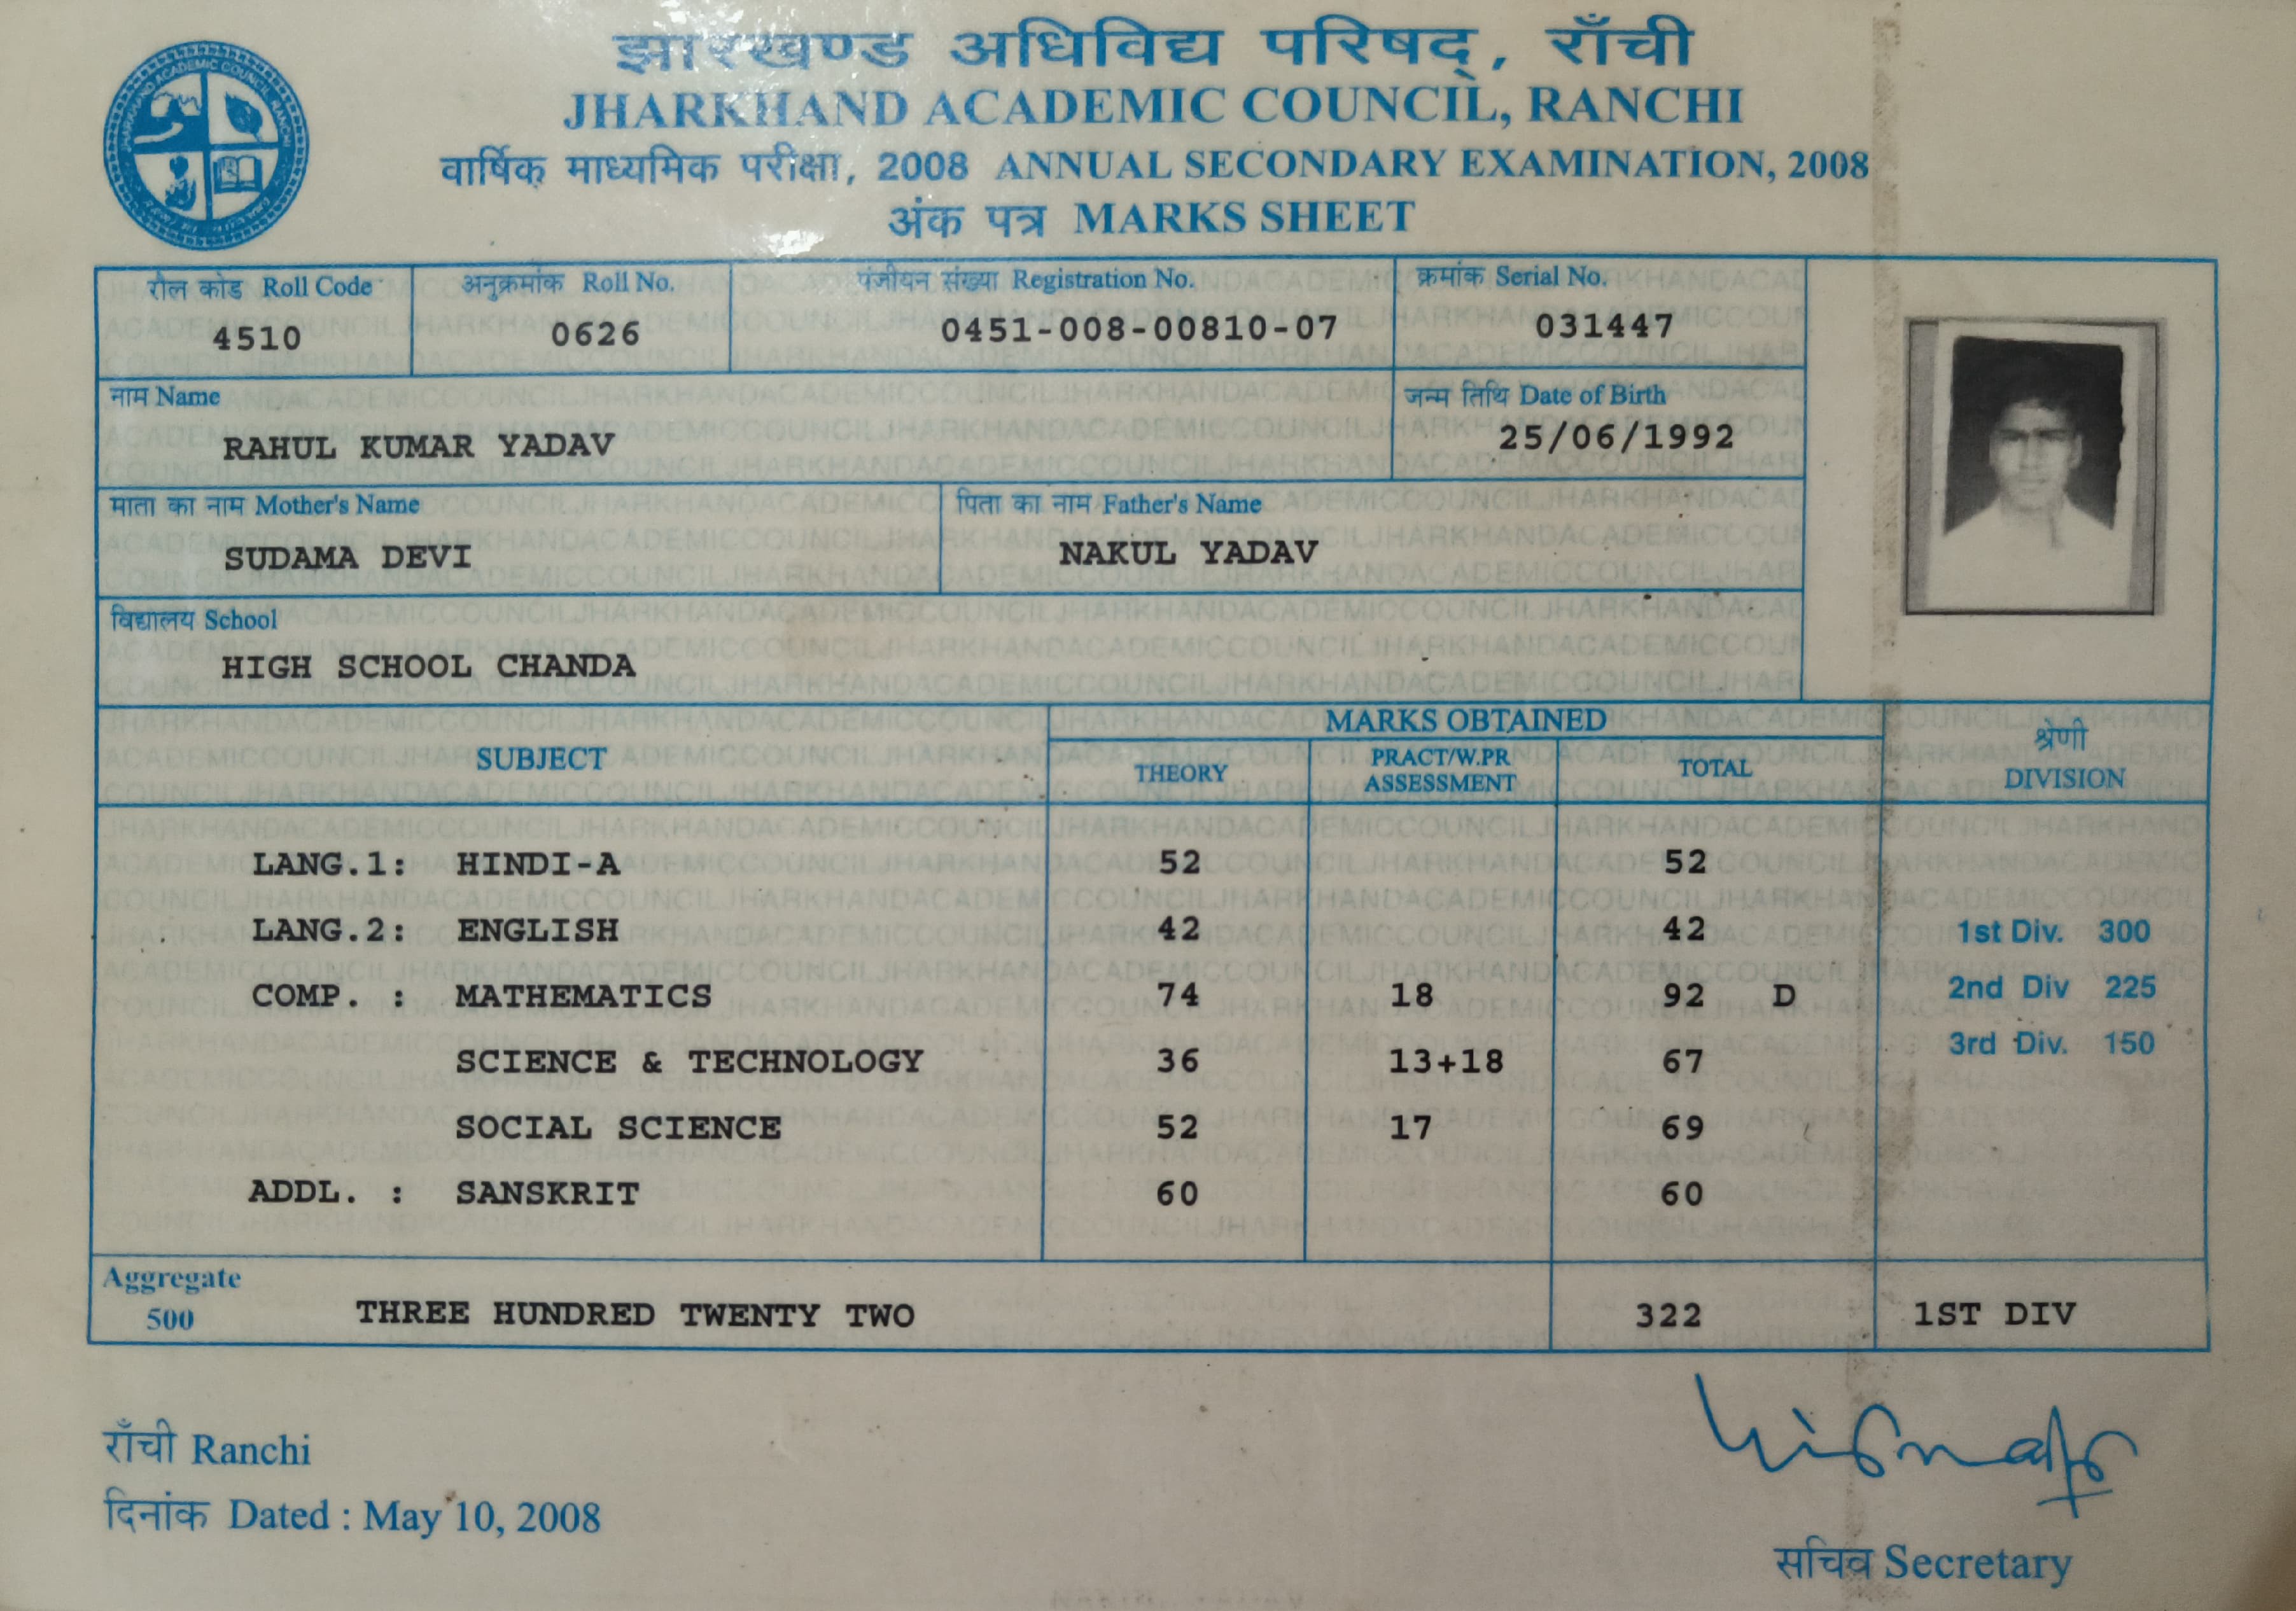 झारखण्ड अधिविद्य परिषद्, राँची
JHARKHAND ACADEMIC COUNCIL, RANCHI
वार्षिक माध्यमिक परीक्षा, 2008 ANNUAL SECONDARY EXAMINATION, 2008
अंक पत्र MARKS SHEET
रौल कोड Roll Code अनुक्रमांक Roll No. पंजीयन संख्या Registration No. क्रमांक Serial No.
4510 0626 0451-008-00810-07 031447
नाम Name जन्म तिथि Date of Birth
RAHUL KUMAR YADAV 25/06/1992
माता का नाम Mother's Name पिता का नाम Father's Name
SUDAMA DEVI NAKUL YADAV
विद्यालय School
HIGH SCHOOL CHANDA
SUBJECT MARKS OBTAINED श्रेणी
THEORY PRACT/W.PR ASSESSMENT TOTAL DIVISION
LANG.1: HINDI-A 52 52
LANG.2: ENGLISH 42 42 1st Div. 300
COMP. : MATHEMATICS 74 18 92 D 2nd Div 225
SCIENCE & TECHNOLOGY 36 13+18 67 3rd Div. 150
SOCIAL SCIENCE 52 17 69
ADDL. : SANSKRIT 60 60
Aggregate
500 THREE HUNDRED TWENTY TWO 322 1ST DIV
राँची Ranchi
दिनांक Dated : May 10, 2008
सचिव Secretary